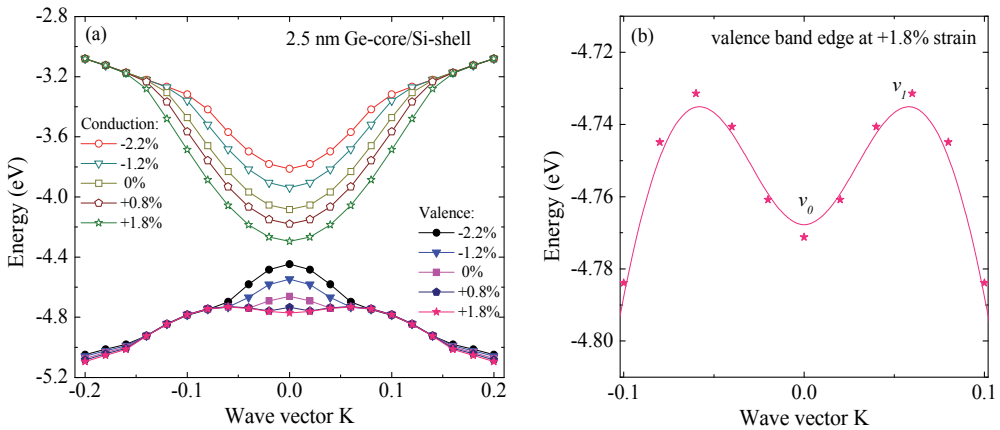 (a)
2.5 nm Ge-core/Si-shell
Energy (eV)
-2.8
-3.2
-3.6
-4.0
-4.4
-4.8
-5.2
Conduction:
-2.2%
-1.2%
0%
+0.8%
+1.8%
Valence:
-2.2%
-1.2%
0%
+0.8%
+1.8%
-0.2 -0.1 0.0 0.1 0.2
Wave vector K
(b)
valence band edge at +1.8% strain
Energy (eV)
-4.72
-4.74
-4.76
-4.78
-4.80
v1
v0
-0.1 0.0 0.1
Wave vector K